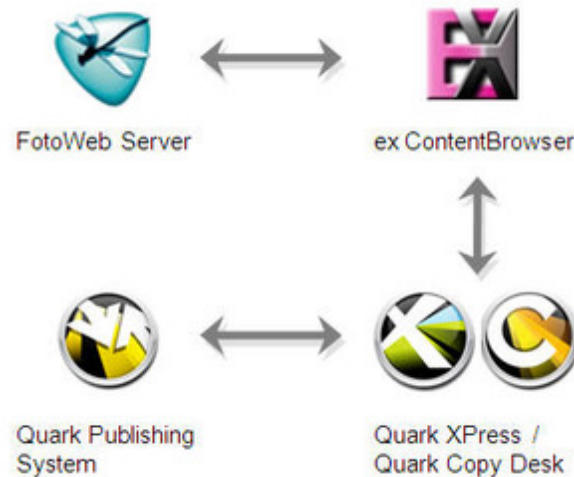 FotoWeb Server
ex ContentBrowser
Quark Publishing
System
Quark XPress /
Quark Copy Desk